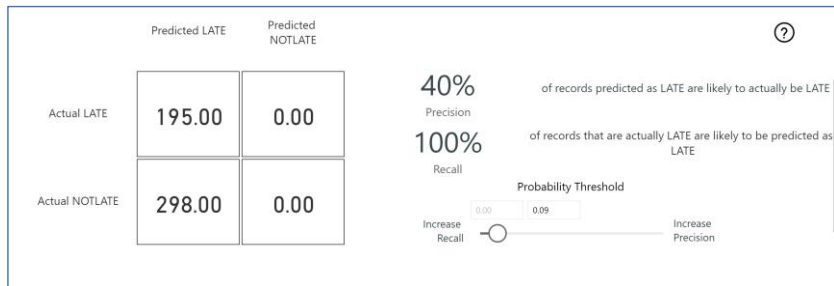 Predicted LATE
Predicted
NOTLATE
?
Actual LATE
195.00
0.00
Actual NOTLATE
298.00
0.00
40%
Precision
of records predicted as LATE are likely to actually be LATE
100%
Recall
of records that are actually LATE are likely to be predicted as
LATE
Probability Threshold
0.00
0.09
Increase
Recall
Increase
Precision